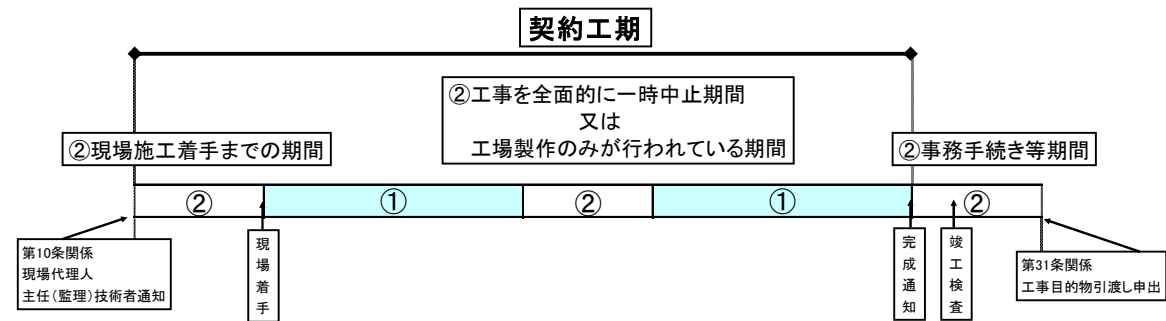 契約工期
②工事を全面的に一時中止期間
又は
工場製作のみが行われている期間
②現場施工着手までの期間
②事務手続き等期間
②
①
②
①
②
第10条関係
現場代理人
主任(監理)技術者通知
現場着手
完成通知
竣工検査
第31条関係
工事目的物引渡し申出